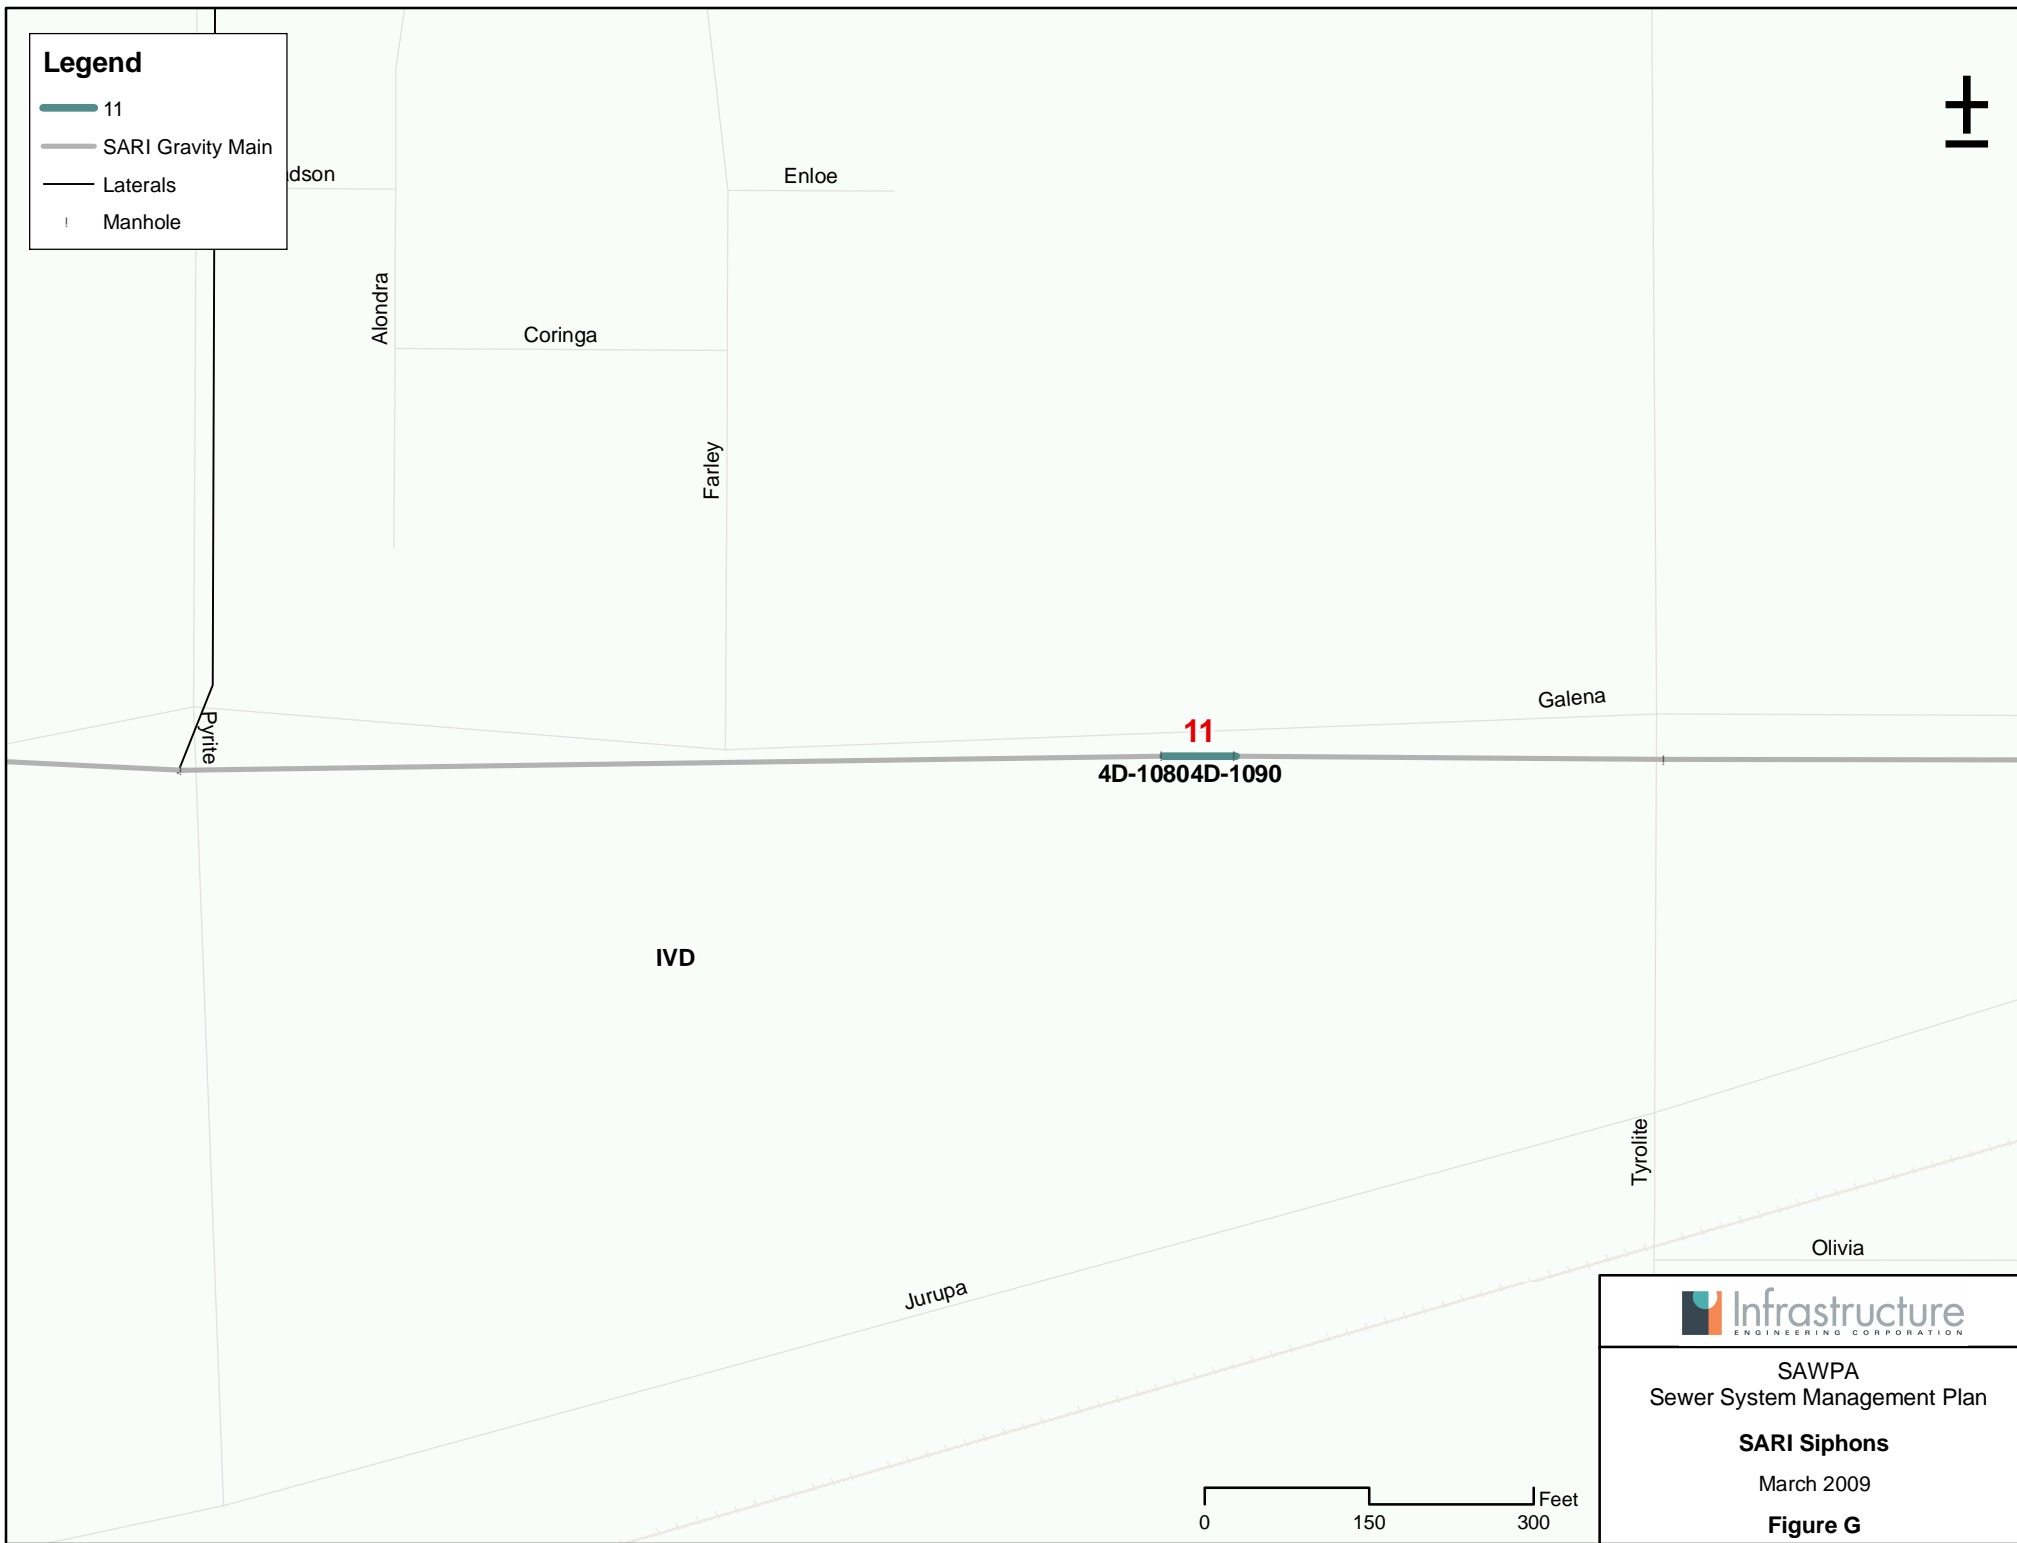 Legend
11
SARI Gravity Main
Laterals
Manhole
dson
Enloe
Alondra
Coringa
Farley
Pyrite
Galena
11
4D-10804D-1090
IVD
Tyrolite
Olivia
Jurupa
0 150 300 Feet
Infrastructure
ENGINEERING CORPORATION
SAWPA
Sewer System Management Plan
SARI Siphons
March 2009
Figure G